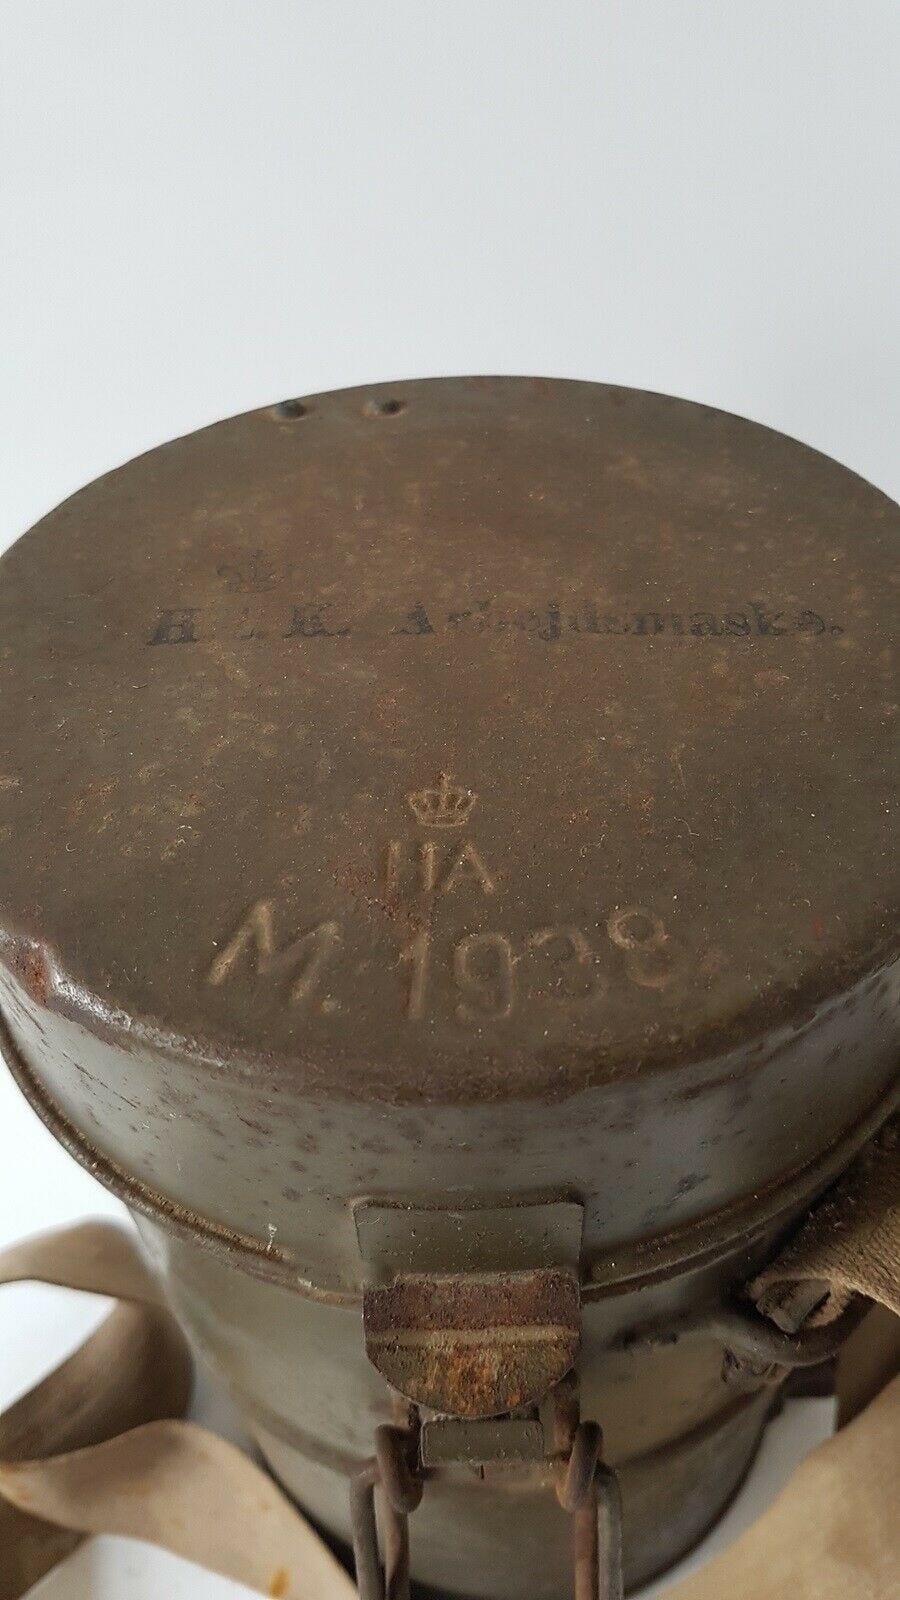 H. . K. Arbejdsmaske.
HA
M. 1938